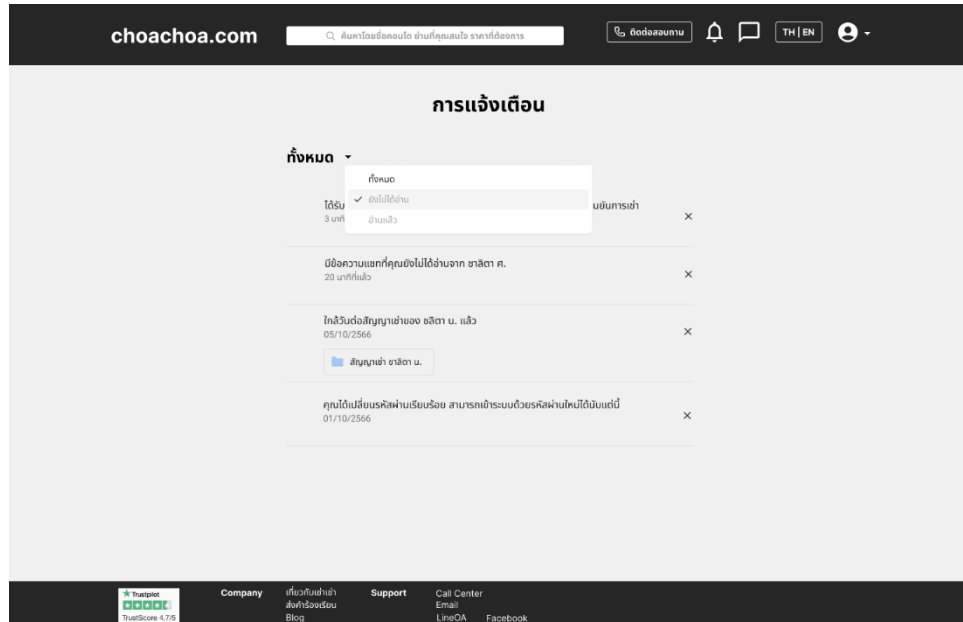 choachoa.com
ค้นหาโดยชื่อคอนโด ย่านที่คุณสนใจ ราคาที่ต้องการ
ติดต่อสอบถาม
TH | EN
การแจ้งเตือน
ทั้งหมด
ทั้งหมด
ยังไม่ได้อ่าน
อ่านแล้ว
ได้รับ
นยันการเช่า
3 นาที
มีข้อความแชทที่คุณยังไม่ได้อ่านจาก ชาลิตา ศ.
20 นาทีที่แล้ว
ใกล้วันต่อสัญญาเช่าของ ชลิตา น. แล้ว
05/10/2566
สัญญาเช่า ชาลิตา น.
คุณได้เปลี่ยนรหัสผ่านเรียบร้อย สามารถเข้าระบบด้วยรหัสผ่านใหม่ได้นับแต่นี้
01/10/2566
Trustpilot
TrustScore 4.7/5
Company
เกี่ยวกับเช่าเช่า
ส่งคำร้องเรียน
Blog
Support
Call Center
Email
LineOA
Facebook